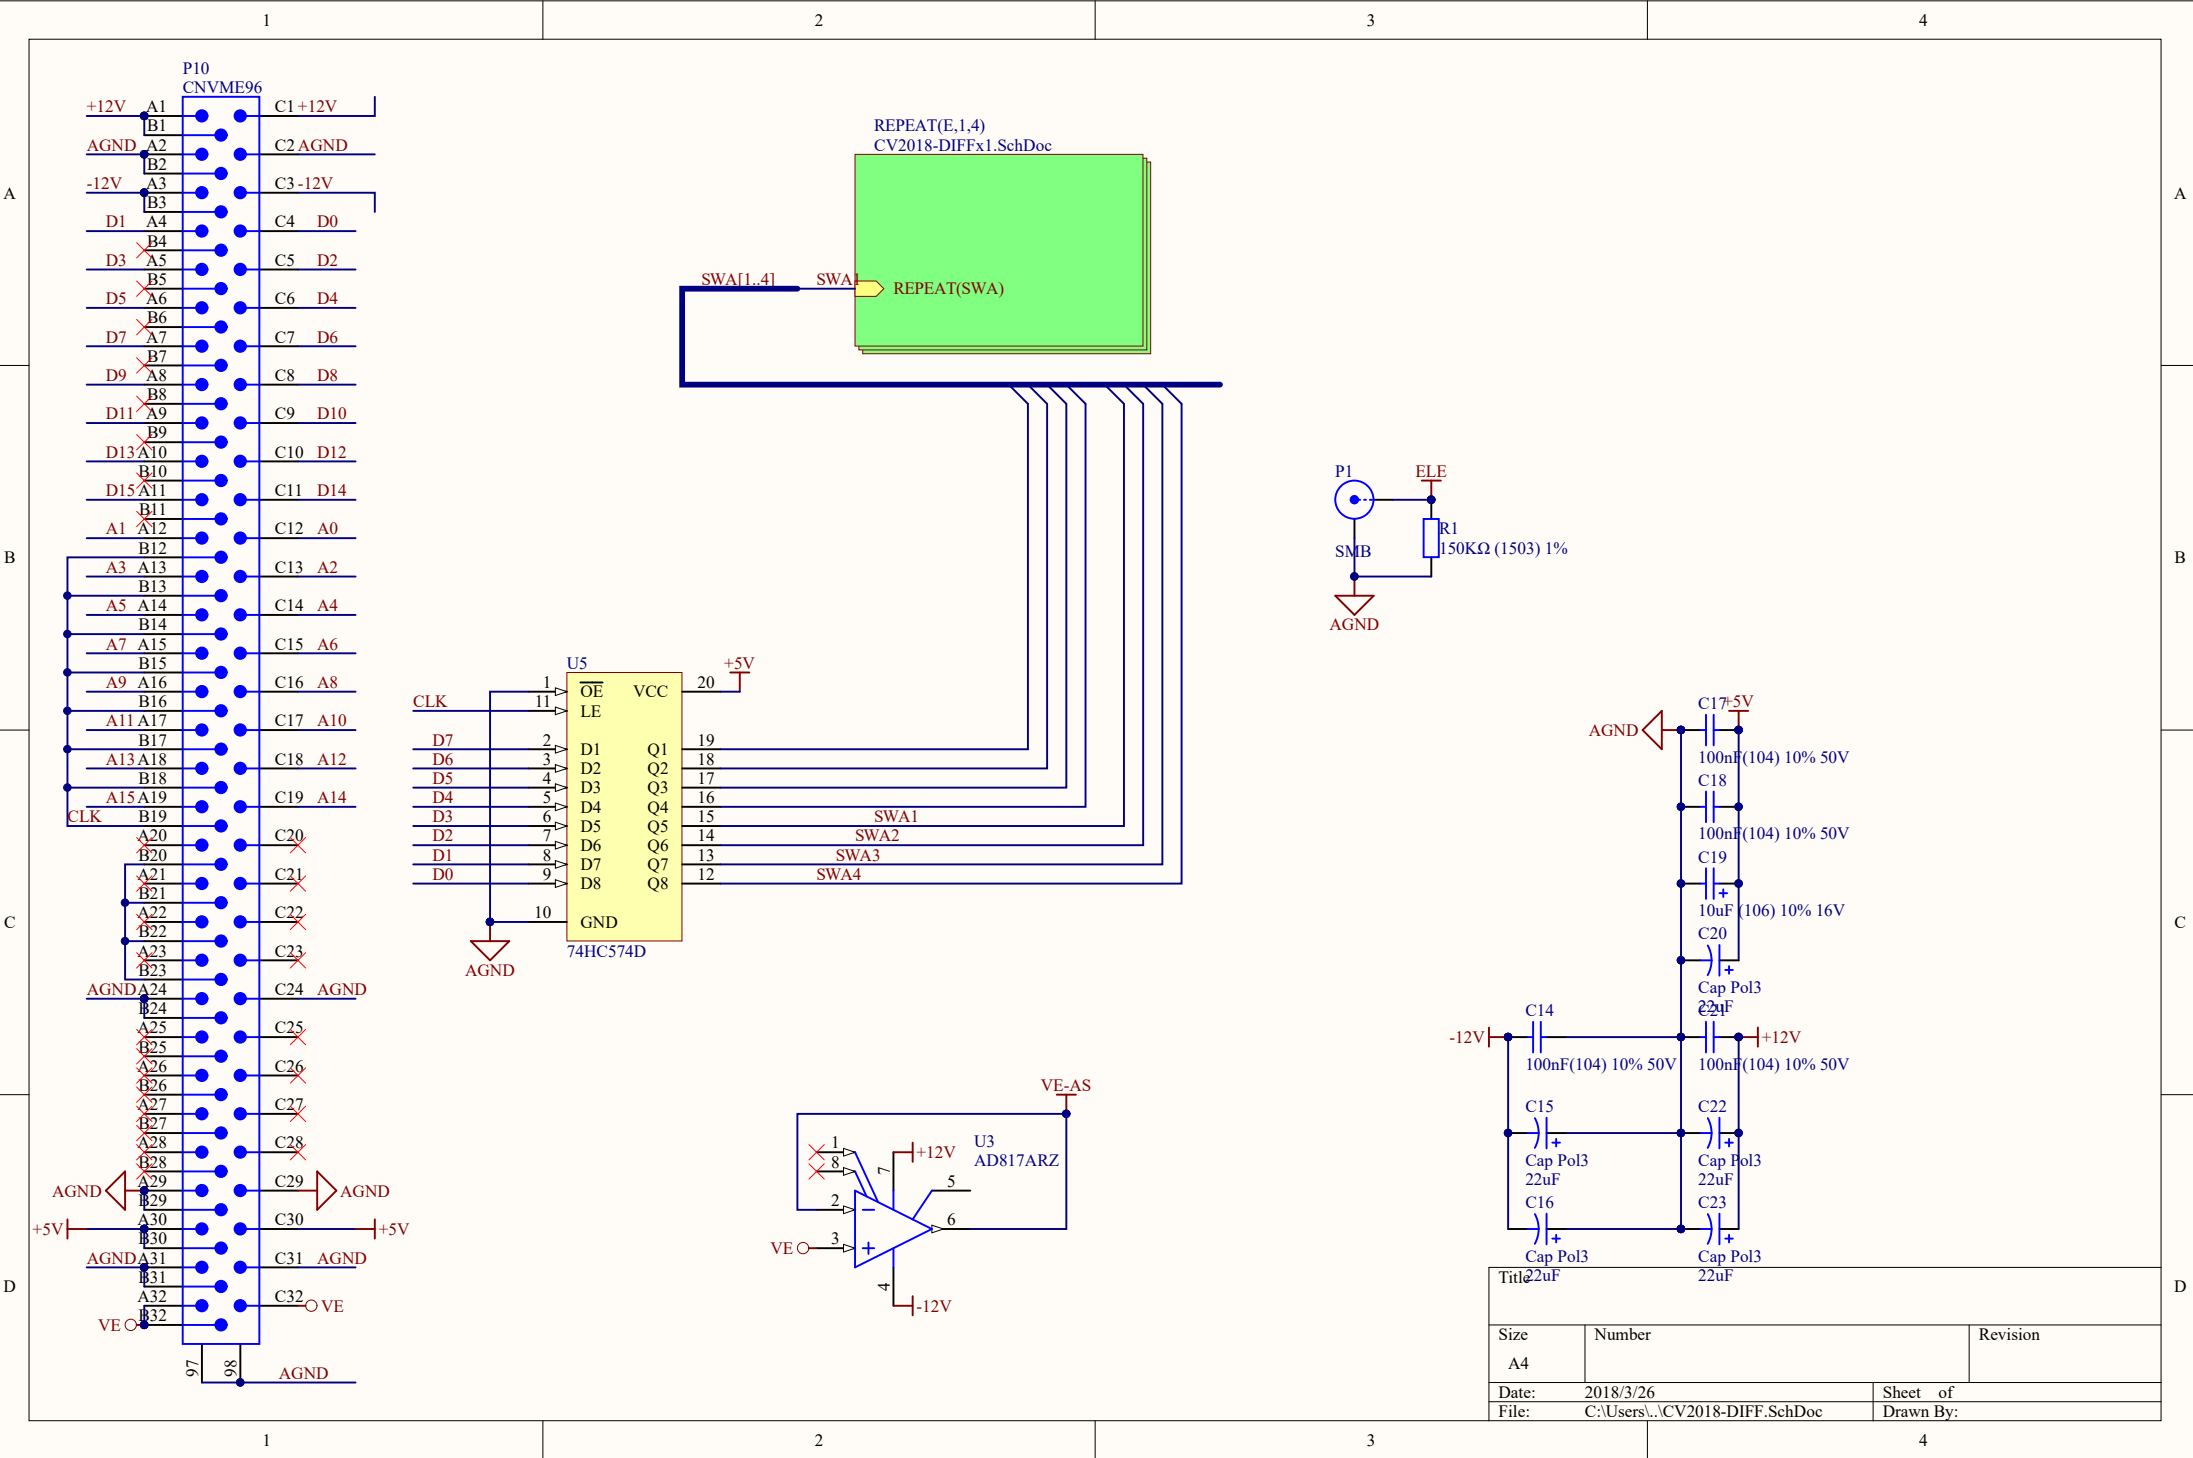 1 2 3 4
A A
B B
C C
D D
P10
CNVME96
+12V A1 C1 +12V
B1
AGND A2 C2 AGND
B2
-12V A3 C3 -12V
B3
D1 A4 C4 D0
B4
D3 A5 C5 D2
B5
D5 A6 C6 D4
B6
D7 A7 C7 D6
B7
D9 A8 C8 D8
B8
D11 A9 C9 D10
B9
D13 A10 C10 D12
B10
D15 A11 C11 D14
B11
A1 A12 C12 A0
B12
A3 A13 C13 A2
B13
A5 A14 C14 A4
B14
A7 A15 C15 A6
B15
A9 A16 C16 A8
B16
A11 A17 C17 A10
B17
A13 A18 C18 A12
B18
A15 A19 C19 A14
CLK B19
A20 C20
B20
A21 C21
B21
A22 C22
B22
A23 C23
B23
AGND A24 C24 AGND
B24
A25 C25
B25
A26 C26
B26
A27 C27
B27
A28 C28
B28
AGND A29 C29 AGND
B29
+5V A30 C30 +5V
B30
AGND A31 C31 AGND
B31
A32 C32 VE
VE B32
97 98 AGND
REPEAT(E,1,4)
CV2018-DIFFx1.SchDoc
SWA[1..4] SWA1 REPEAT(SWA)
U5
+5V
1 OE VCC 20
CLK 11 LE
D7 2 D1 Q1 19
D6 3 D2 Q2 18
D5 4 D3 Q3 17
D4 5 D4 Q4 16
D3 6 D5 Q5 15 SWA1
D2 7 D6 Q6 14 SWA2
D1 8 D7 Q7 13 SWA3
D0 9 D8 Q8 12 SWA4
10 GND
74HC574D
AGND
P1 ELE
R1
SMB 150KΩ (1503) 1%
AGND
VE-AS
U3
AD817ARZ
1
8
7 +12V
2
5
6
VE 3
4 -12V
C17 +5V
AGND
100nF(104) 10% 50V
C18
100nF(104) 10% 50V
C19
10uF (106) 10% 16V
C20
Cap Pol3
22uF
C14 C21
-12V +12V
100nF(104) 10% 50V 100nF(104) 10% 50V
C15 C22
Cap Pol3 Cap Pol3
22uF 22uF
C16 C23
Cap Pol3 Cap Pol3
22uF 22uF
Title
Size Number Revision
A4
Date: 2018/3/26 Sheet of
File: C:\Users\..\CV2018-DIFF.SchDoc Drawn By:
1 2 3 4